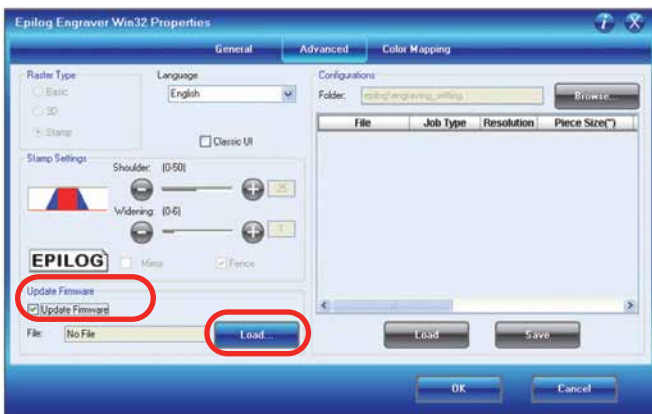 Epilog Engraver Win32 Properties
General Advanced Color Mapping
Raster Type
Basic
3D
Stamp
Language
English
Classic UI
Stamp Settings
Shoulder: (0-50)
25
Widening: (0-6)
1
EPILOG
Mirror
Fence
Update Firmware
Update Firmware
File: No File Load...
Configurations
Folder: epilog\engraving_setting Browse...
File Job Type Resolution Piece Size(")
Load Save
OK Cancel